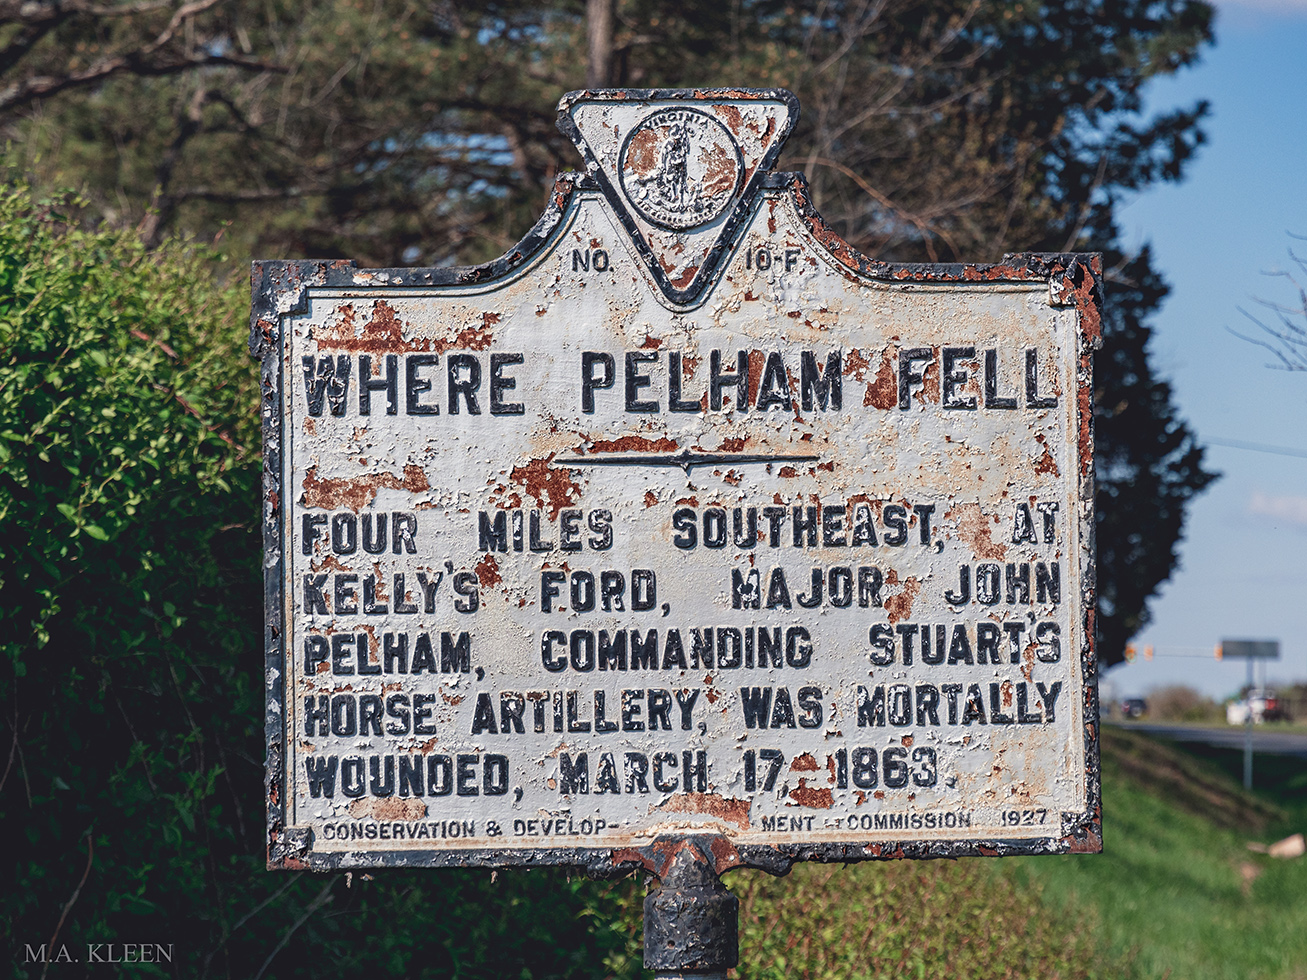 VIRGINIA
NO. 10-F
WHERE PELHAM FELL
FOUR MILES SOUTHEAST, AT
KELLY'S FORD, MAJOR JOHN
PELHAM, COMMANDING STUART'S
HORSE ARTILLERY, WAS MORTALLY
WOUNDED, MARCH 17, 1863.
CONSERVATION & DEVELOP- MENT COMMISSION 1927
M.A. KLEEN